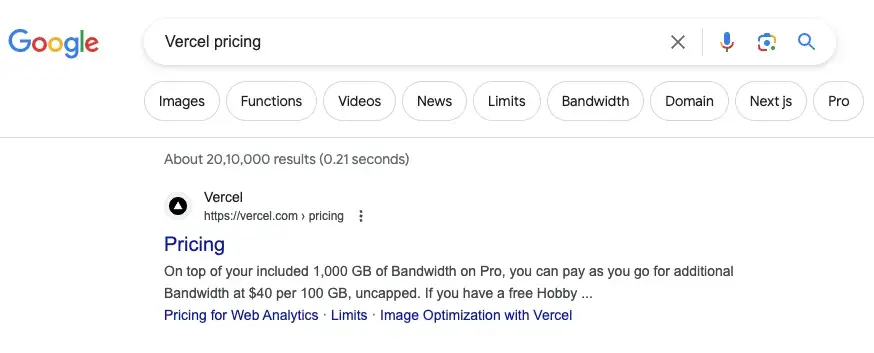 Google
Vercel pricing
Images Functions Videos News Limits Bandwidth Domain Next js Pro
About 20,10,000 results (0.21 seconds)
Vercel
https://vercel.com › pricing
Pricing
On top of your included 1,000 GB of Bandwidth on Pro, you can pay as you go for additional
Bandwidth at $40 per 100 GB, uncapped. If you have a free Hobby ...
Pricing for Web Analytics · Limits · Image Optimization with Vercel